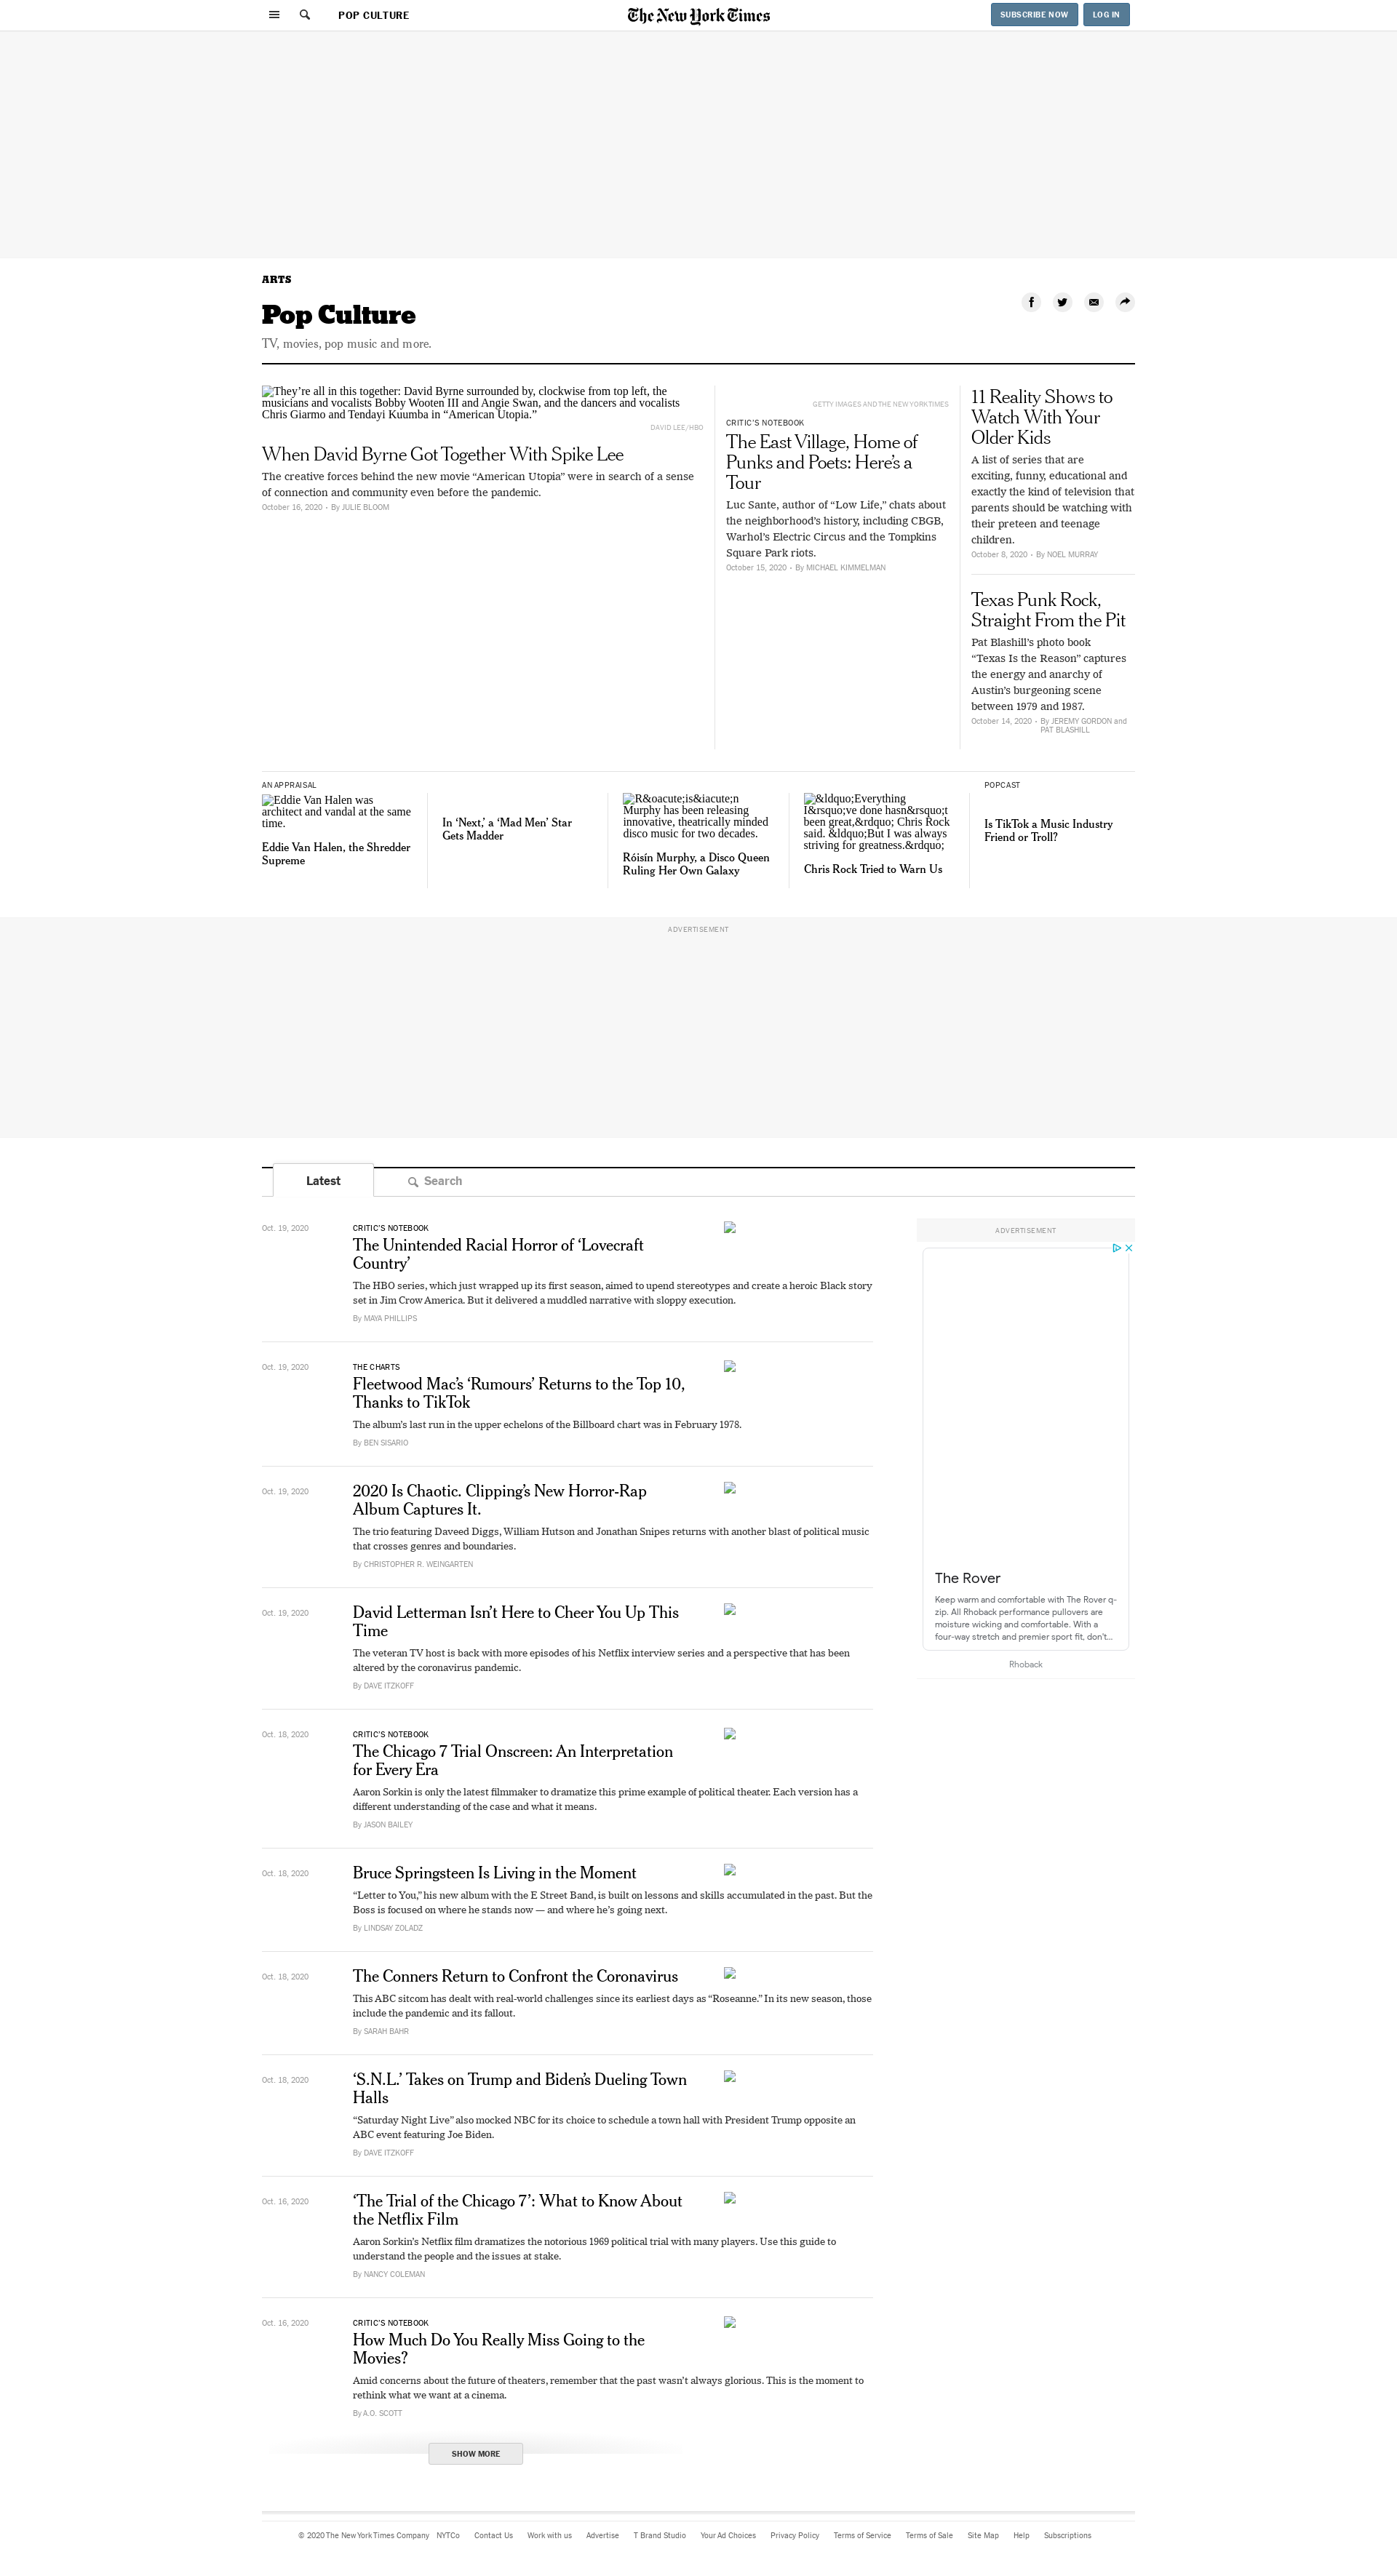 POP CULTURE
The New York Times
SUBSCRIBE NOW
LOG IN
ARTS
Pop Culture
TV, movies, pop music and more.
They’re all in this together: David Byrne surrounded by, clockwise from top left, the
musicians and vocalists Bobby Wooten III and Angie Swan, and the dancers and vocalists
Chris Giarmo and Tendayi Kuumba in “American Utopia.”
DAVID LEE/HBO
When David Byrne Got Together With Spike Lee
The creative forces behind the new movie “American Utopia” were in search of a sense
of connection and community even before the pandemic.
October 16, 2020 • By JULIE BLOOM
GETTY IMAGES AND THE NEW YORK TIMES
CRITIC’S NOTEBOOK
The East Village, Home of
Punks and Poets: Here’s a
Tour
Luc Sante, author of “Low Life,” chats about
the neighborhood’s history, including CBGB,
Warhol’s Electric Circus and the Tompkins
Square Park riots.
October 15, 2020 • By MICHAEL KIMMELMAN
11 Reality Shows to
Watch With Your
Older Kids
A list of series that are
exciting, funny, educational and
exactly the kind of television that
parents should be watching with
their preteen and teenage
children.
October 8, 2020 • By NOEL MURRAY
Texas Punk Rock,
Straight From the Pit
Pat Blashill’s photo book
“Texas Is the Reason” captures
the energy and anarchy of
Austin’s burgeoning scene
between 1979 and 1987.
October 14, 2020 • By JEREMY GORDON and
PAT BLASHILL
AN APPRAISAL
Eddie Van Halen was
architect and vandal at the same
time.
Eddie Van Halen, the Shredder
Supreme
In ‘Next,’ a ‘Mad Men’ Star
Gets Madder
R&oacute;is&iacute;n
Murphy has been releasing
innovative, theatrically minded
disco music for two decades.
Róisín Murphy, a Disco Queen
Ruling Her Own Galaxy
&ldquo;Everything
I&rsquo;ve done hasn&rsquo;t
been great,&rdquo; Chris Rock
said. &ldquo;But I was always
striving for greatness.&rdquo;
Chris Rock Tried to Warn Us
POPCAST
Is TikTok a Music Industry
Friend or Troll?
ADVERTISEMENT
Latest
Search
Oct. 19, 2020
CRITIC’S NOTEBOOK
The Unintended Racial Horror of ‘Lovecraft
Country’
The HBO series, which just wrapped up its first season, aimed to upend stereotypes and create a heroic Black story
set in Jim Crow America. But it delivered a muddled narrative with sloppy execution.
By MAYA PHILLIPS
Oct. 19, 2020
THE CHARTS
Fleetwood Mac’s ‘Rumours’ Returns to the Top 10,
Thanks to TikTok
The album’s last run in the upper echelons of the Billboard chart was in February 1978.
By BEN SISARIO
Oct. 19, 2020
2020 Is Chaotic. Clipping’s New Horror-Rap
Album Captures It.
The trio featuring Daveed Diggs, William Hutson and Jonathan Snipes returns with another blast of political music
that crosses genres and boundaries.
By CHRISTOPHER R. WEINGARTEN
Oct. 19, 2020
David Letterman Isn’t Here to Cheer You Up This
Time
The veteran TV host is back with more episodes of his Netflix interview series and a perspective that has been
altered by the coronavirus pandemic.
By DAVE ITZKOFF
Oct. 18, 2020
CRITIC’S NOTEBOOK
The Chicago 7 Trial Onscreen: An Interpretation
for Every Era
Aaron Sorkin is only the latest filmmaker to dramatize this prime example of political theater. Each version has a
different understanding of the case and what it means.
By JASON BAILEY
Oct. 18, 2020
Bruce Springsteen Is Living in the Moment
“Letter to You,” his new album with the E Street Band, is built on lessons and skills accumulated in the past. But the
Boss is focused on where he stands now — and where he’s going next.
By LINDSAY ZOLADZ
Oct. 18, 2020
The Conners Return to Confront the Coronavirus
This ABC sitcom has dealt with real-world challenges since its earliest days as “Roseanne.” In its new season, those
include the pandemic and its fallout.
By SARAH BAHR
Oct. 18, 2020
‘S.N.L.’ Takes on Trump and Biden’s Dueling Town
Halls
“Saturday Night Live” also mocked NBC for its choice to schedule a town hall with President Trump opposite an
ABC event featuring Joe Biden.
By DAVE ITZKOFF
Oct. 16, 2020
‘The Trial of the Chicago 7’: What to Know About
the Netflix Film
Aaron Sorkin’s Netflix film dramatizes the notorious 1969 political trial with many players. Use this guide to
understand the people and the issues at stake.
By NANCY COLEMAN
Oct. 16, 2020
CRITIC’S NOTEBOOK
How Much Do You Really Miss Going to the
Movies?
Amid concerns about the future of theaters, remember that the past wasn’t always glorious. This is the moment to
rethink what we want at a cinema.
By A.O. SCOTT
SHOW MORE
ADVERTISEMENT
The Rover
Keep warm and comfortable with The Rover q-
zip. All Rhoback performance pullovers are
moisture wicking and comfortable. With a
four-way stretch and premier sport fit, don't...
Rhoback
© 2020 The New York Times Company NYTCo Contact Us Work with us Advertise T Brand Studio Your Ad Choices Privacy Policy Terms of Service Terms of Sale Site Map Help Subscriptions